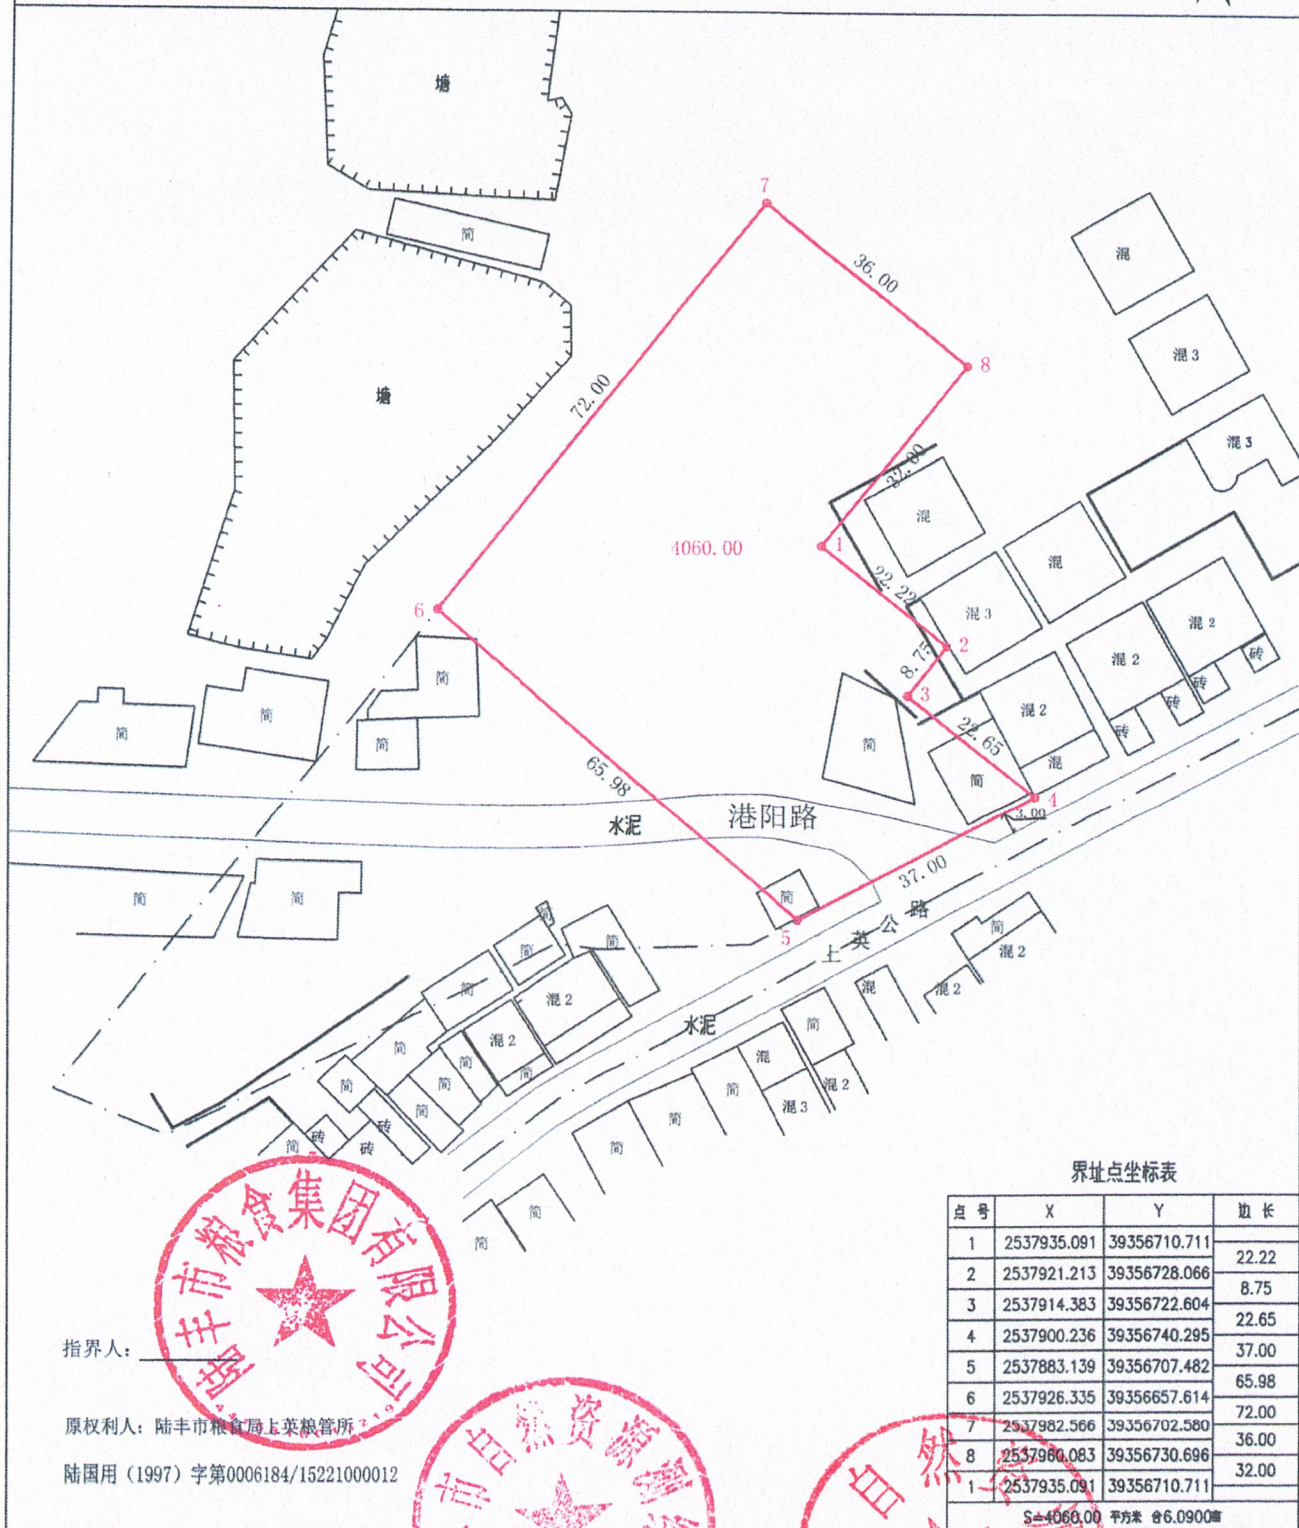 塘
7
简
36.00
混
混3
8
72.00
塘
混3
32.00
混
4060.00
1
混
22.22
6
混3
混2
2
混2
砖
8.75
简
3
砖
混2
砖
简
简
22.65
砖
简
简
混
65.98
简
4
港阳路
3.00
水泥
37.00
简
简
简
简
路
5
公
简
简
简
英
混2
简
上
简
混2
混
混2
水泥
简
混2
简
简
混
简
简
混2
简
简
混3
简
砖
简
砖
简
砖
简
简
简
界址点坐标表
点号 X Y 边长
1 2537935.091 39356710.711
22.22
2 2537921.213 39356728.066
8.75
3 2537914.383 39356722.604
22.65
4 2537900.236 39356740.295
37.00
5 2537883.139 39356707.482
65.98
6 2537926.335 39356657.614
72.00
7 2537982.566 39356702.580
36.00
8 2537960.083 39356730.696
32.00
1 2537935.091 39356710.711
S=4060.00 平方米 合6.0900亩
陆丰市粮食集团有限公司
指界人:
原权利人: 陆丰市粮食局上英粮管所
陆国用（1997）字第0006184/15221000012
市自然资源测
自然资